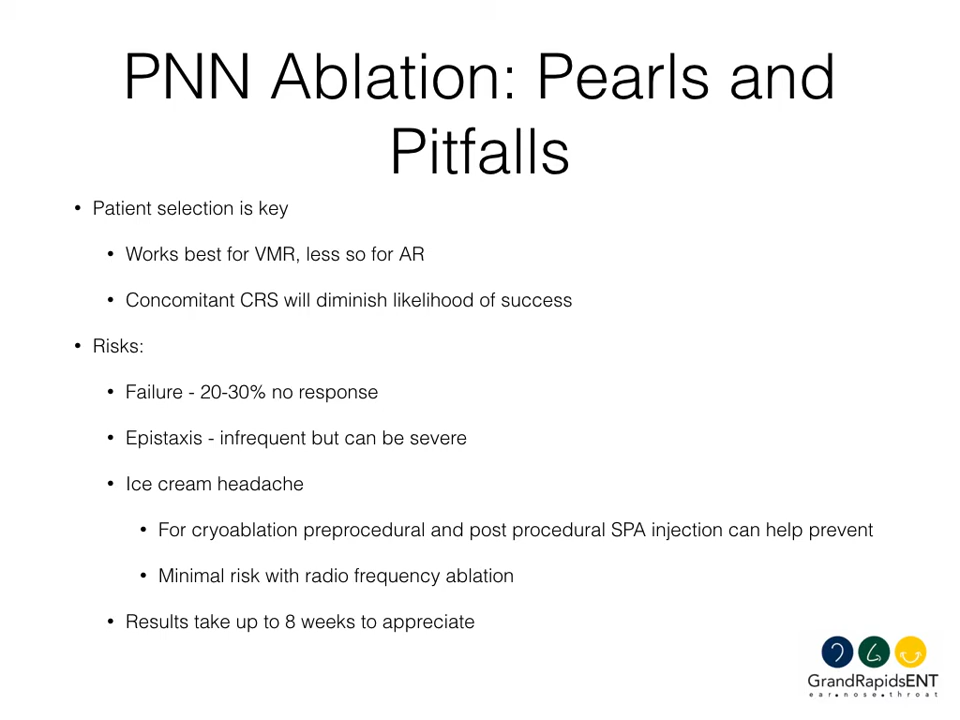 PNN Ablation: Pearls and
Pitfalls
• Patient selection is key
• Works best for VMR, less so for AR
• Concomitant CRS will diminish likelihood of success
• Risks:
• Failure - 20-30% no response
• Epistaxis - infrequent but can be severe
• Ice cream headache
• For cryoablation preprocedural and post procedural SPA injection can help prevent
• Minimal risk with radio frequency ablation
• Results take up to 8 weeks to appreciate
GrandRapidsENT
ear.nose.throat